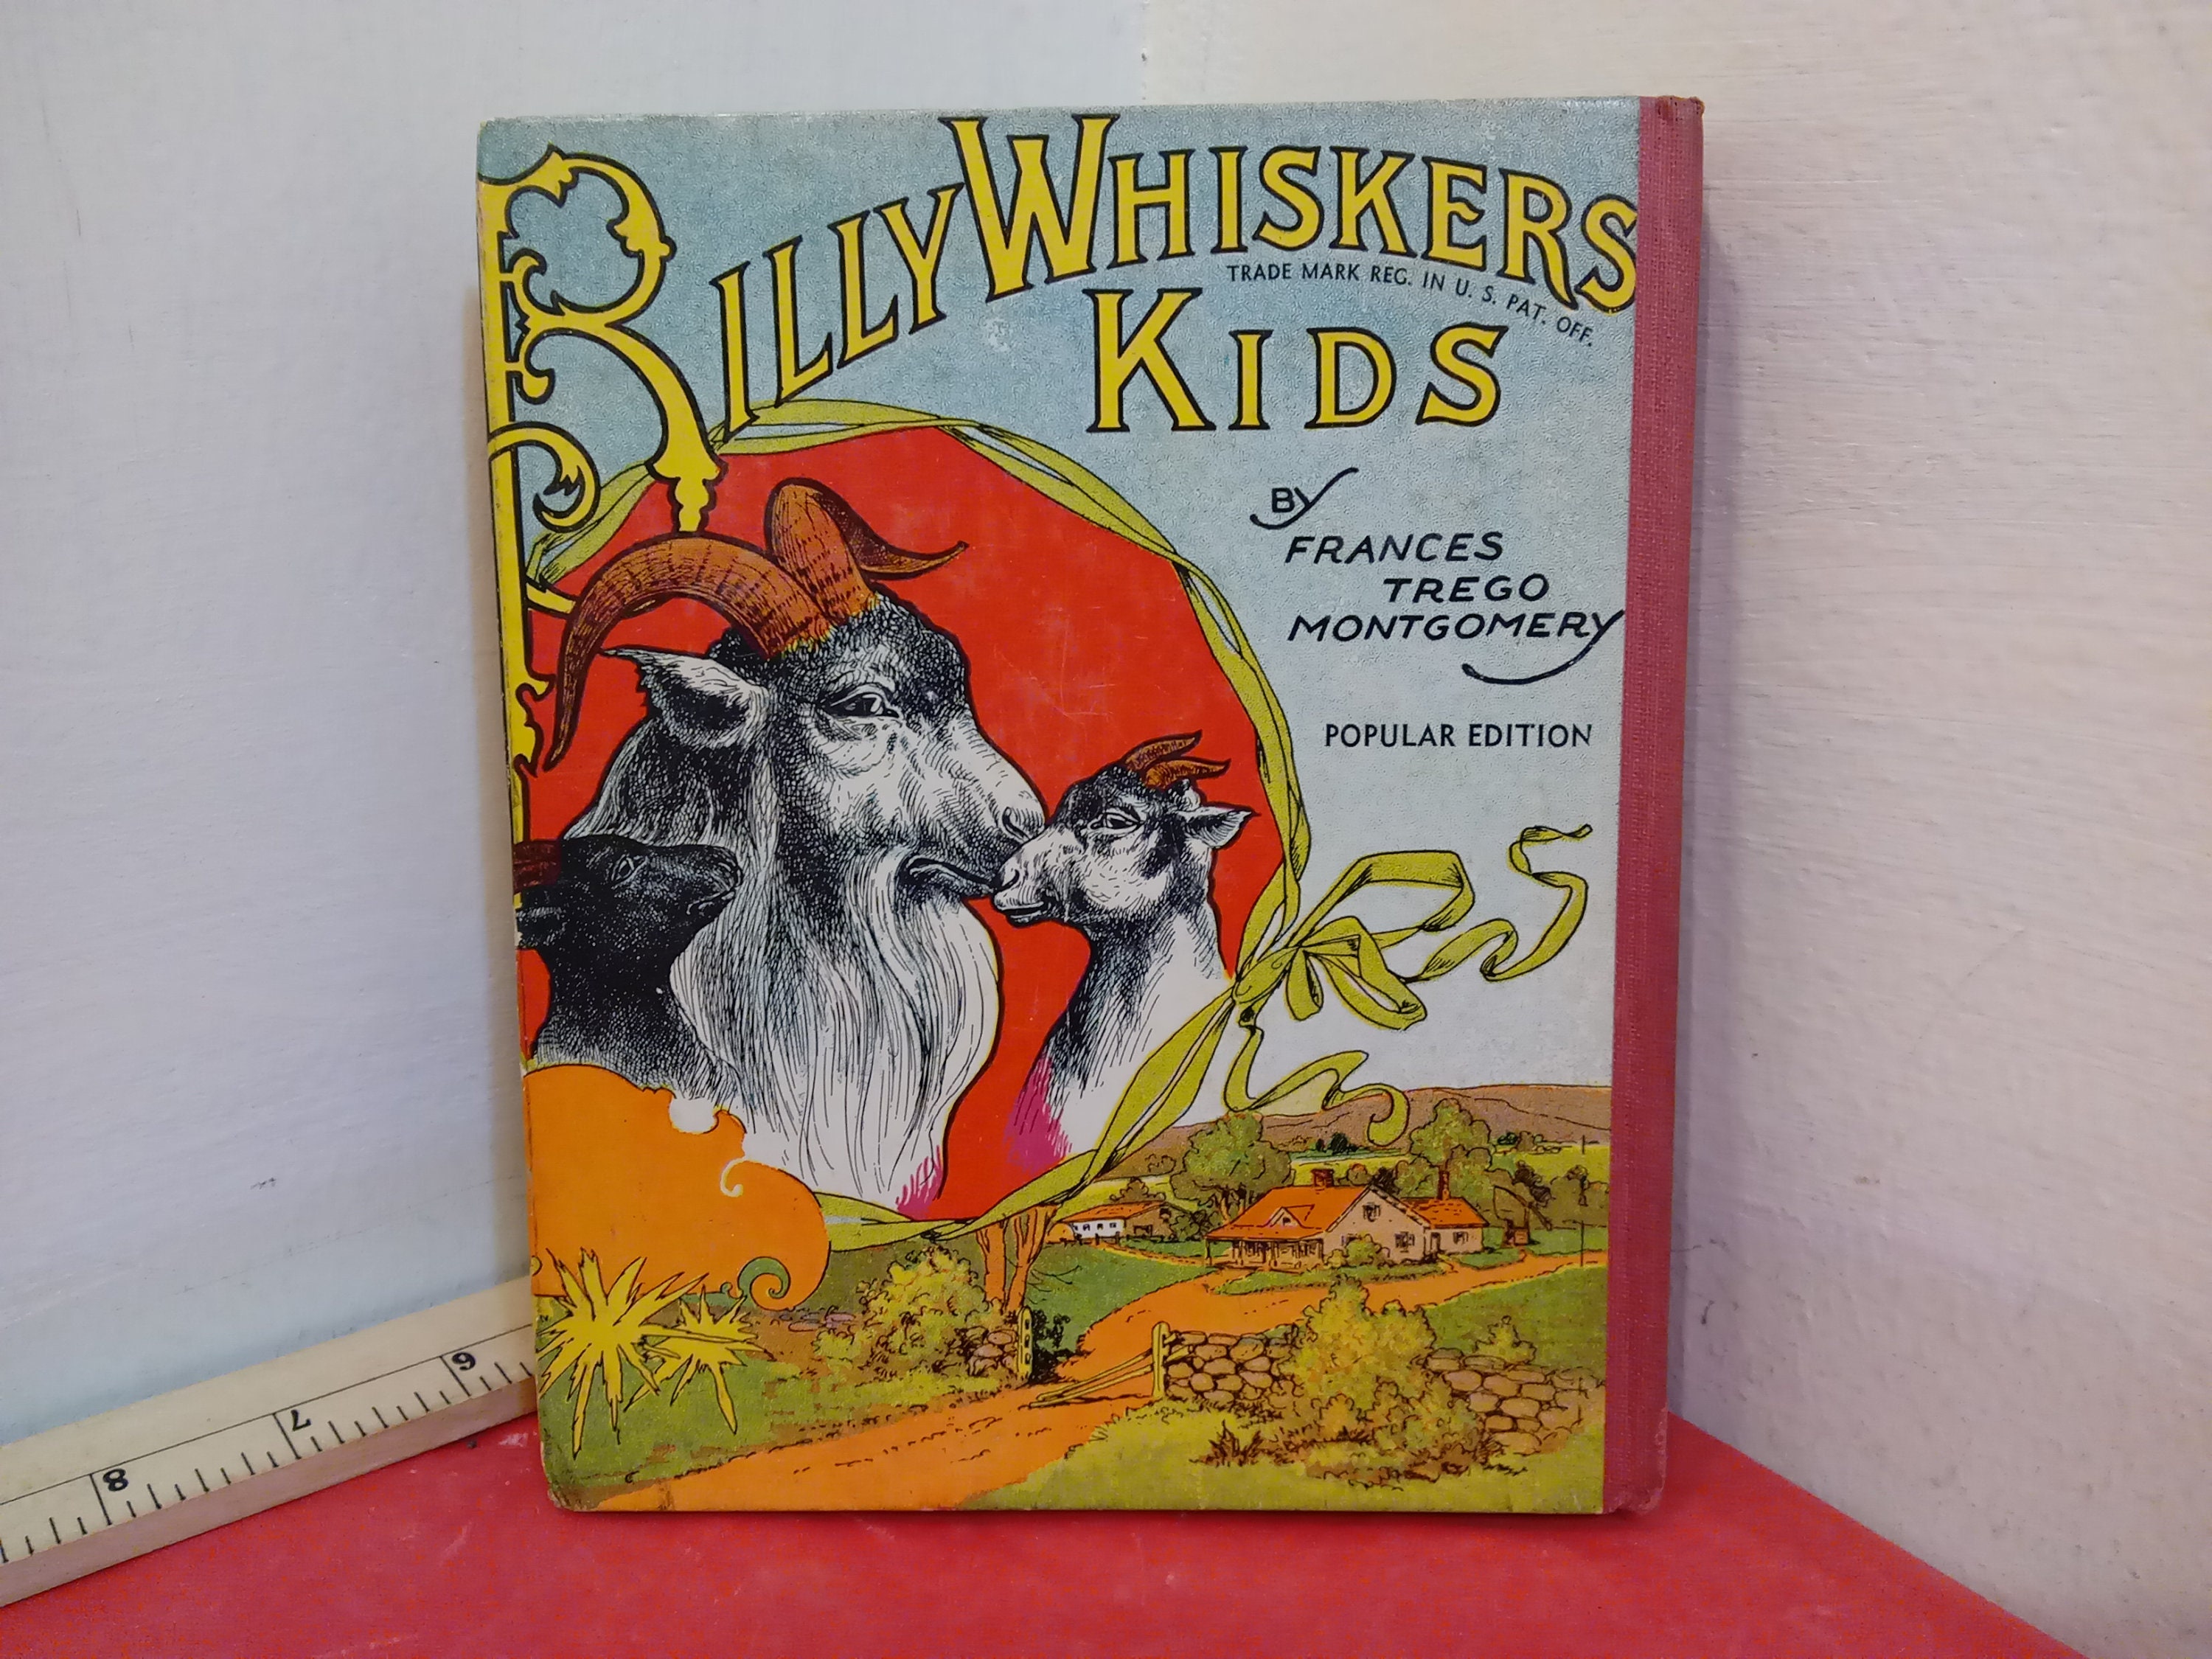 BILLY WHISKERS
TRADE MARK REG. IN U. S. PAT. OFF.
KIDS
BY
FRANCES
TREGO
MONTGOMERY
POPULAR EDITION
8 7 6